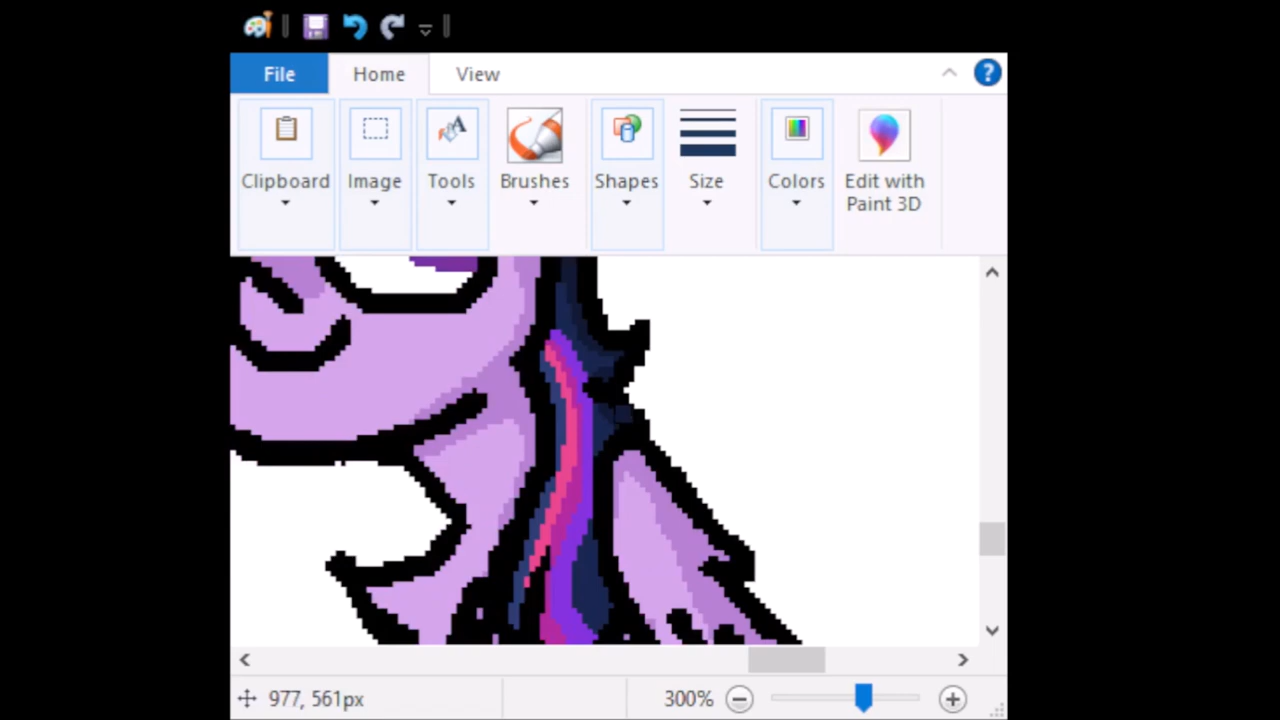 File Home View
Clipboard Image Tools Brushes Shapes Size Colors Edit with
Paint 3D
977, 561px 300%